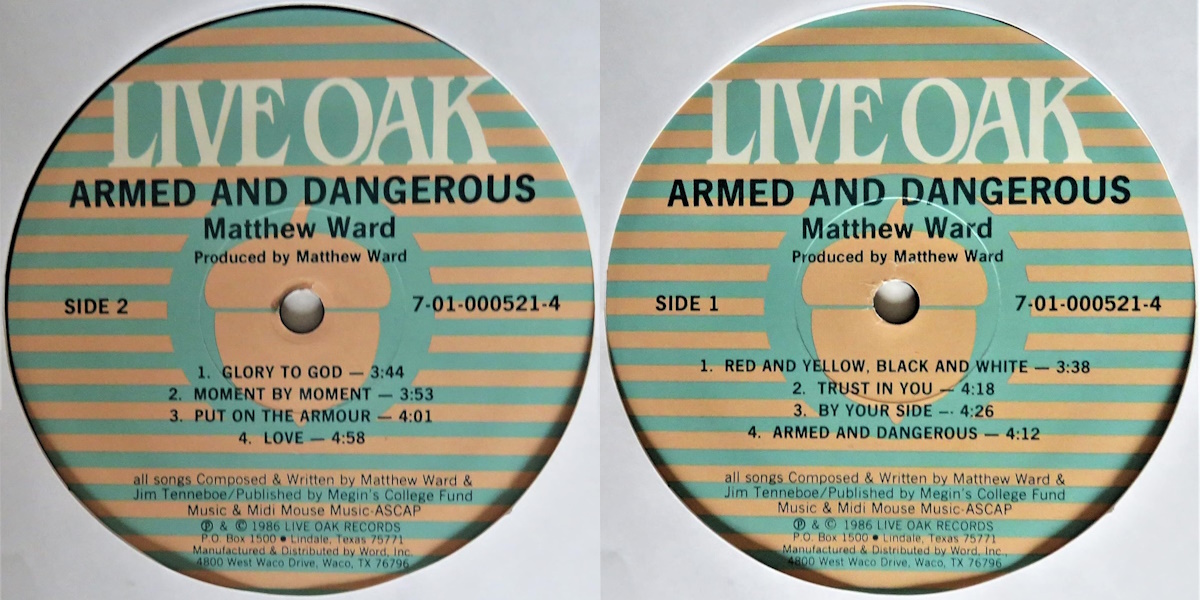 LIVE OAK
ARMED AND DANGEROUS
Matthew Ward
Produced by Matthew Ward
SIDE 2
7-01-000521-4
1. GLORY TO GOD — 3:44
2. MOMENT BY MOMENT — 3:53
3. PUT ON THE ARMOUR — 4:01
4. LOVE — 4:58
all songs Composed & Written by Matthew Ward &
Jim Tenneboe/Published by Megin's College Fund
Music & Midi Mouse Music-ASCAP
℗ & © 1986 LIVE OAK RECORDS
P.O. Box 1500 ● Lindale, Texas 75771
Manufactured & Distributed by Word, Inc.
4800 West Waco Drive, Waco, TX 76796
LIVE OAK
ARMED AND DANGEROUS
Matthew Ward
Produced by Matthew Ward
SIDE 1
7-01-000521-4
1. RED AND YELLOW, BLACK AND WHITE — 3:38
2. TRUST IN YOU — 4:18
3. BY YOUR SIDE — 4:26
4. ARMED AND DANGEROUS — 4:12
all songs Composed & Written by Matthew Ward &
Jim Tenneboe/Published by Megin's College Fund
Music & Midi Mouse Music-ASCAP
℗ & © 1986 LIVE OAK RECORDS
P.O. Box 1500 ● Lindale, Texas 75771
Manufactured & Distributed by Word, Inc.
4800 West Waco Drive, Waco, TX 76796